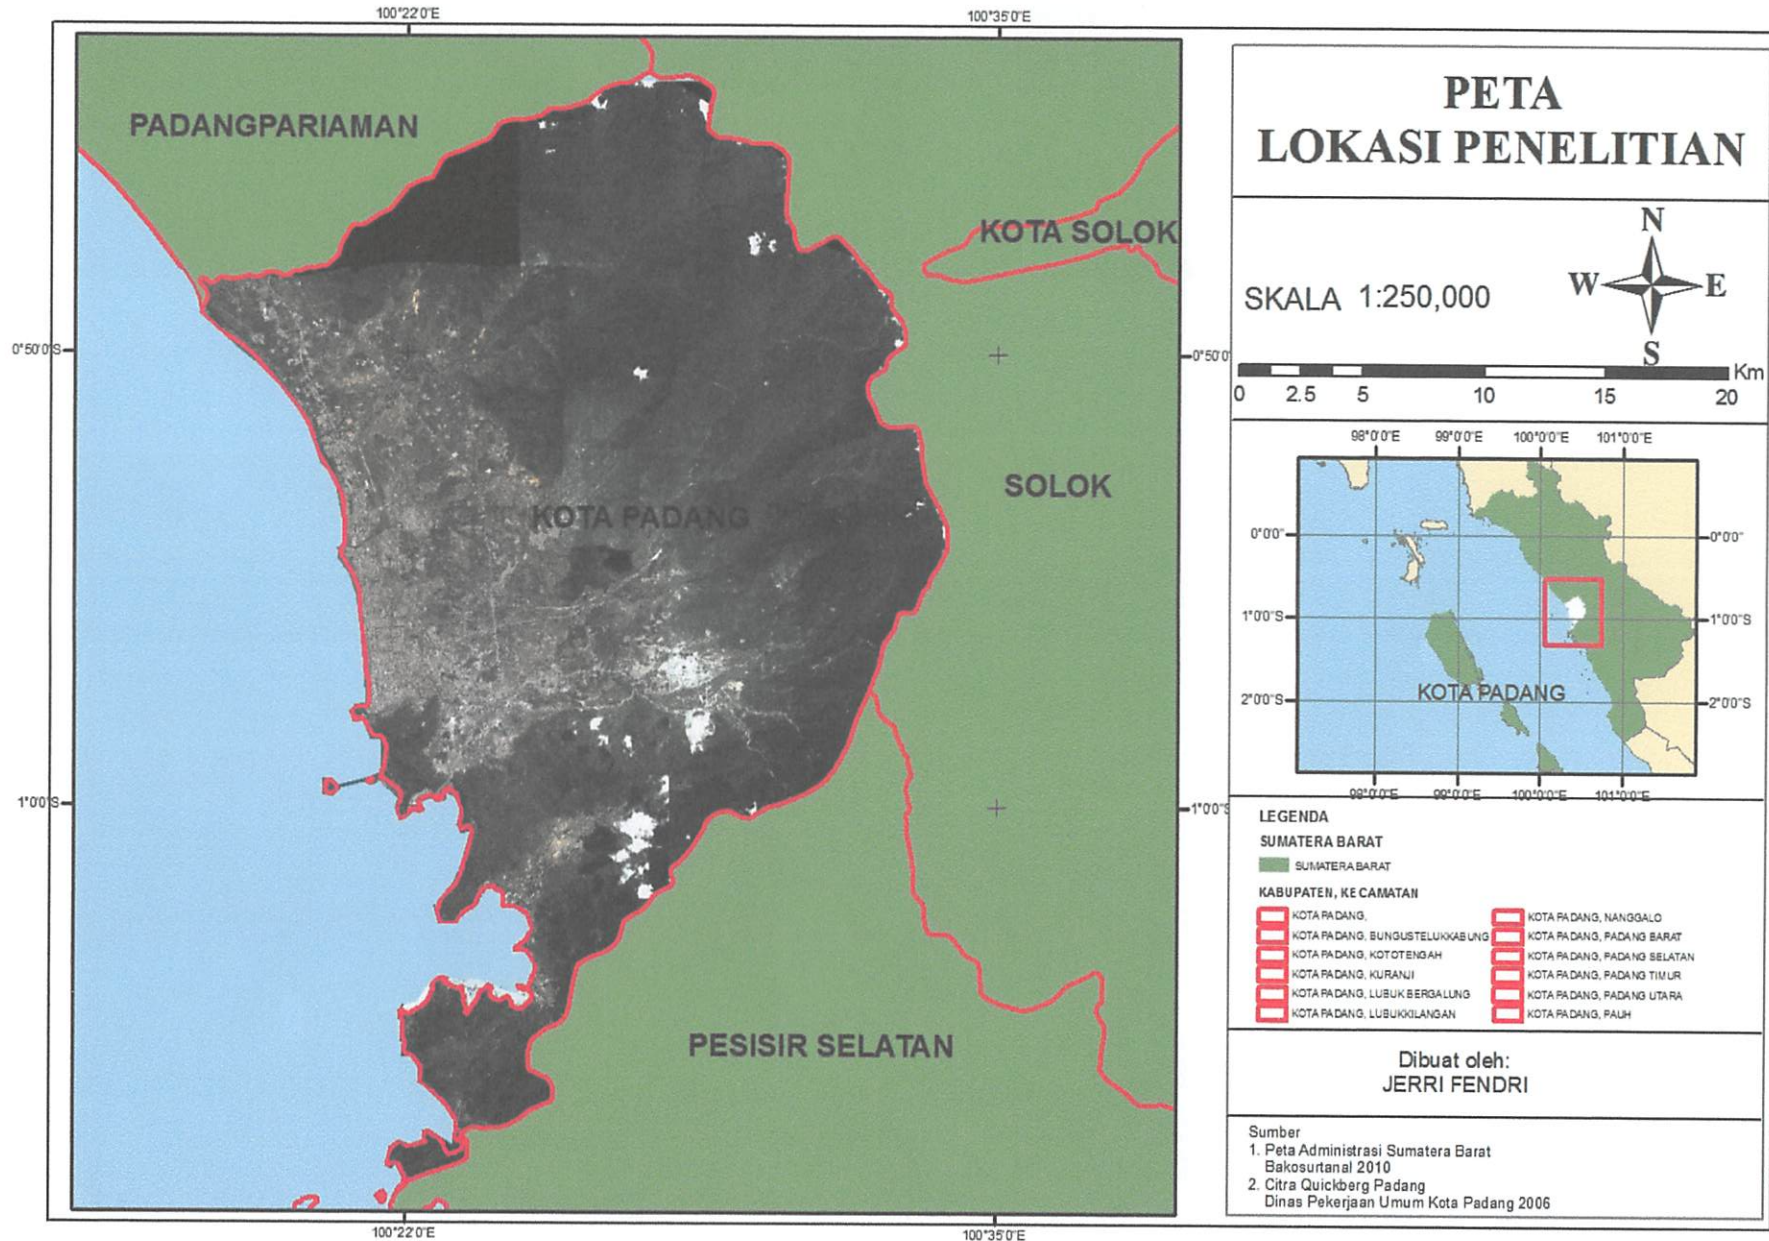 100°22'0"E
100°35'0"E
PADANGPARIAMAN
KOTA SOLOK
0°50'0"S
0°50'0"
SOLOK
KOTA PADANG
1°0'0"S
1°0'0"S
PESISIR SELATAN
100°22'0"E
100°35'0"E
PETA
LOKASI PENELITIAN
SKALA 1:250,000
N
W
E
S
Km
0 2.5 5 10 15 20
98°0'0"E 99°0'0"E 100°0'0"E 101°0'0"E
0°0'0"
0°0'0"
1°0'0"S
1°0'0"S
KOTA PADANG
2°0'0"S
2°0'0"S
98°0'0"E 99°0'0"E 100°0'0"E 101°0'0"E
LEGENDA
SUMATERA BARAT
SUMATERA BARAT
KABUPATEN, KECAMATAN
KOTA PADANG,
KOTA PADANG, BUNGUSTELUKKABUNG
KOTA PADANG, KOTOTENGAH
KOTA PADANG, KURANJI
KOTA PADANG, LUBUK BERGALUNG
KOTA PADANG, LUBUKKILANGAN
KOTA PADANG, NANGGALO
KOTA PADANG, PADANG BARAT
KOTA PADANG, PADANG SELATAN
KOTA PADANG, PADANG TIMUR
KOTA PADANG, PADANG UTARA
KOTA PADANG, PAUH
Dibuat oleh:
JERRI FENDRI
Sumber
1. Peta Administrasi Sumatera Barat
Bakosurtanal 2010
2. Citra Quickberg Padang
Dinas Pekerjaan Umum Kota Padang 2006